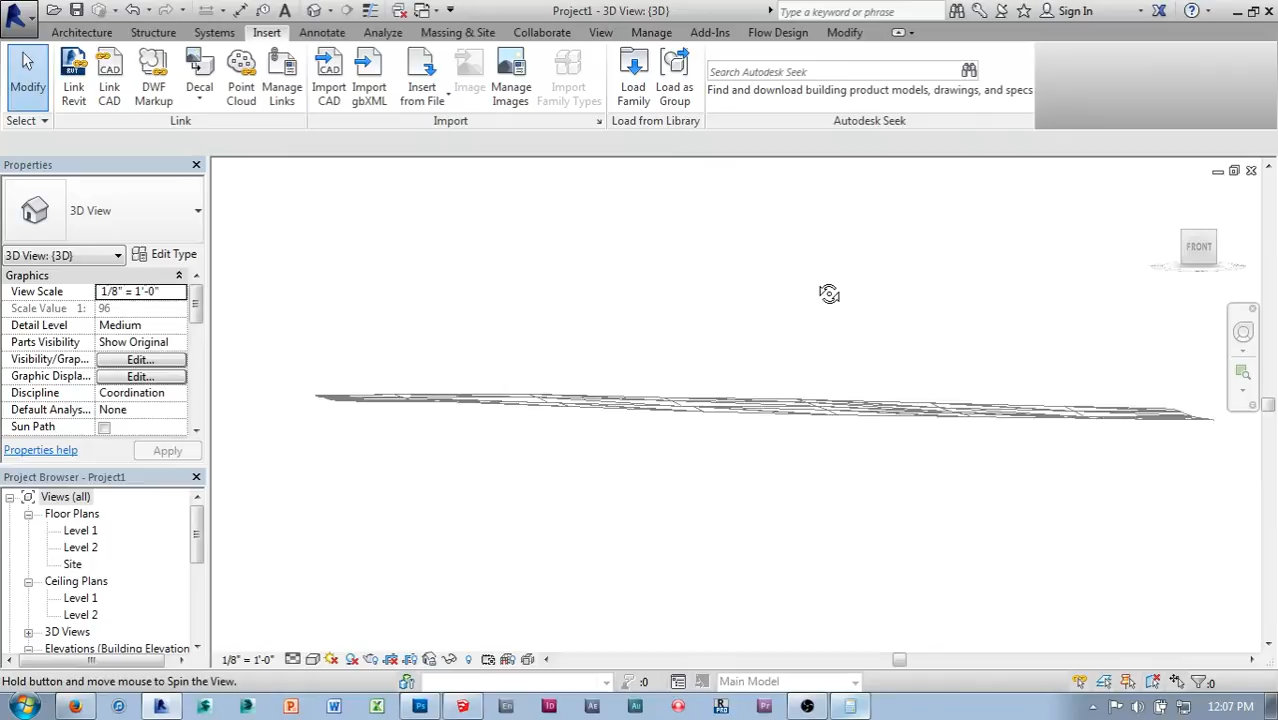 Project1 - 3D View: {3D}
Type a keyword or phrase
Sign In
Architecture Structure Systems Insert Annotate Analyze Massing & Site Collaborate View Manage Add-Ins Flow Design Modify
Modify
Link Revit
Link CAD
DWF Markup
Decal
Point Cloud
Manage Links
Import CAD
Import gbXML
Insert from File
Image
Manage Images
Import Family Types
Load Family
Load as Group
Search Autodesk Seek
Find and download building product models, drawings, and specs
Select
Link
Import
Load from Library
Autodesk Seek
Properties
3D View
3D View: {3D}
Edit Type
Graphics
View Scale 1/8" = 1'-0"
Scale Value 1: 96
Detail Level Medium
Parts Visibility Show Original
Visibility/Grap... Edit...
Graphic Displa... Edit...
Discipline Coordination
Default Analys... None
Sun Path
Properties help
Apply
Project Browser - Project1
Views (all)
Floor Plans
Level 1
Level 2
Site
Ceiling Plans
Level 1
Level 2
3D Views
Elevations (Building Elevation
FRONT
1/8" = 1'-0"
Hold button and move mouse to Spin the View.
:0
Main Model
:0
12:07 PM